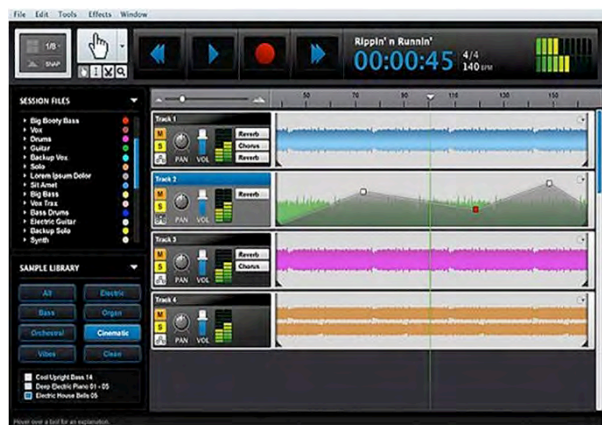 File Edit Tools Effects Window
1/8
SNAP
Rippin' n Runnin'
00:00:45
4/4
140 BPM
SESSION FILES
Big Booty Bass
Vox
Drums
Guitar
Backup Vox
Solo
Lorem Ipsum Dolor
Sit Amet
Big Bass
Vox Trax
Bass Drums
Electric Guitar
Backup Solo
Synth
SAMPLE LIBRARY
All Electric
Bass Organ
Orchestral Cinematic
Vibes Clean
Cool Upright Bass 14
Deep Electric Piano 01 - 05
Electric House Bells 05
50 70 90 110 130 150
Track 1
M
S
PAN VOL
Reverb
Chorus
Reverb
Track 2
M
S
PAN VOL
Reverb
Track 3
M
S
PAN VOL
Reverb
Chorus
Track 4
M
S
PAN VOL
Hover over a tool for an explanation.